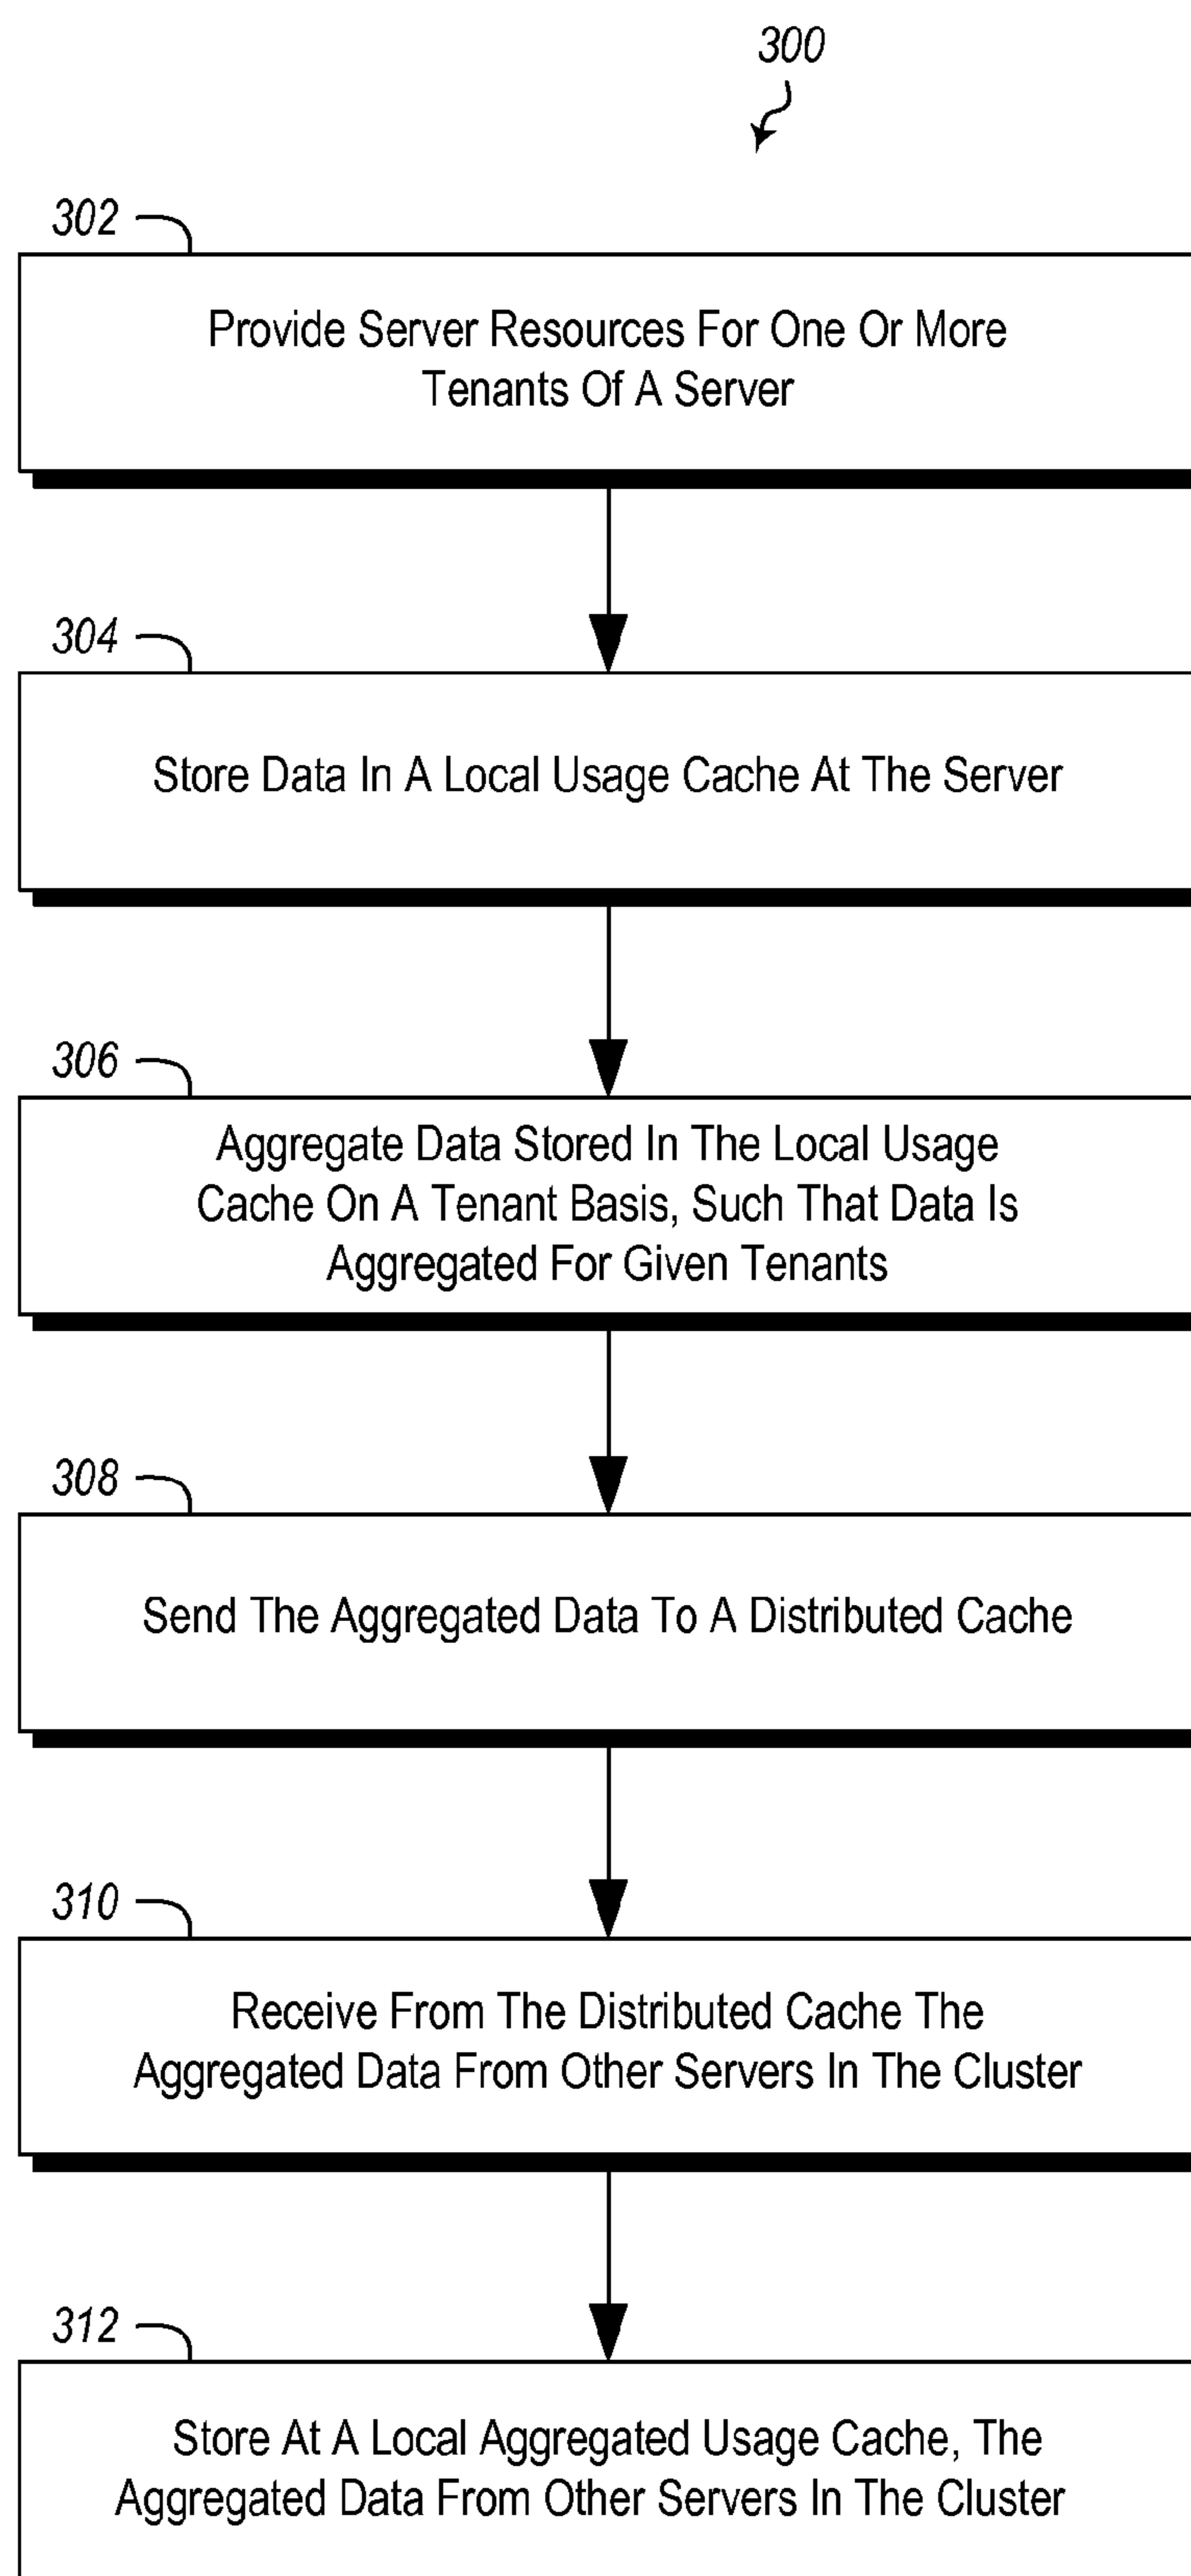 300
302
Provide Server Resources For One Or More
Tenants Of A Server
304
Store Data In A Local Usage Cache At The Server
306
Aggregate Data Stored In The Local Usage
Cache On A Tenant Basis, Such That Data Is
Aggregated For Given Tenants
308
Send The Aggregated Data To A Distributed Cache
310
Receive From The Distributed Cache The
Aggregated Data From Other Servers In The Cluster
312
Store At A Local Aggregated Usage Cache, The
Aggregated Data From Other Servers In The Cluster